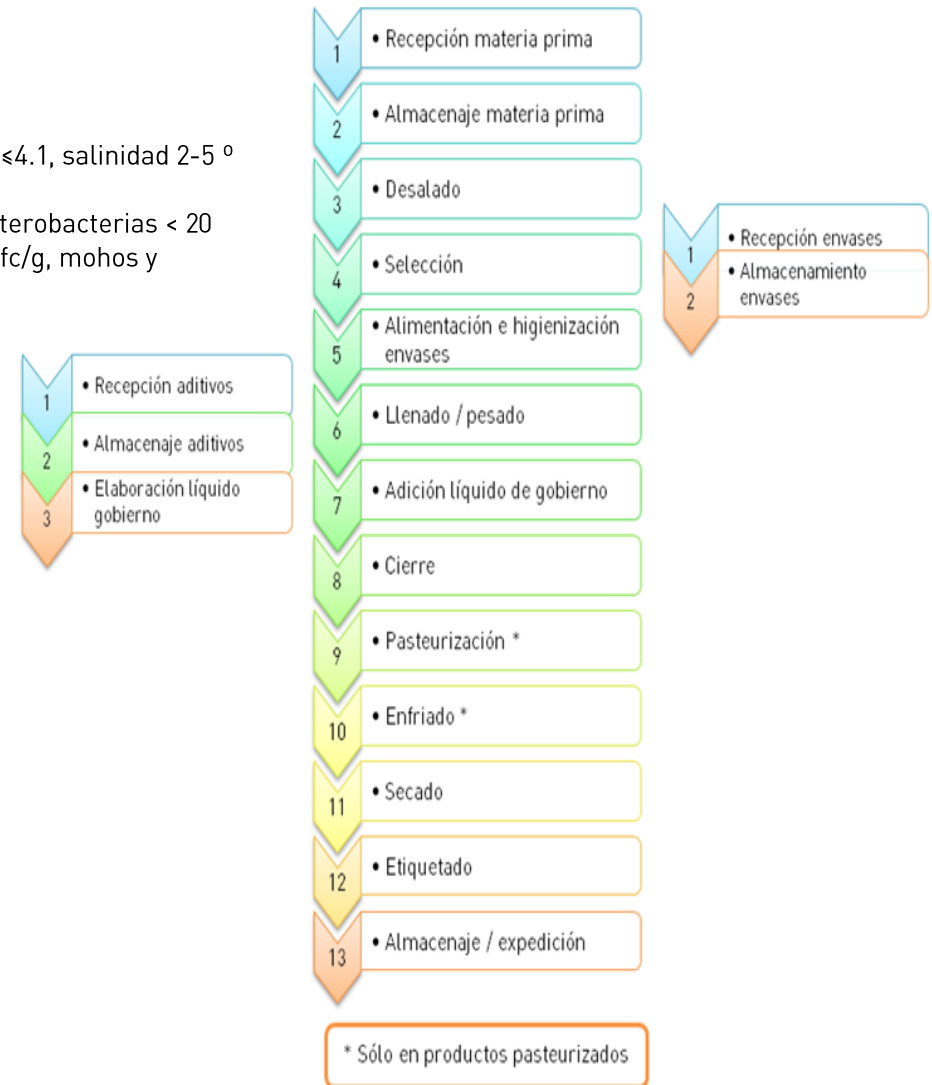 ≤4.1, salinidad 2-5 º
terobacterias < 20
fc/g, mohos y
1
• Recepción aditivos
2
• Almacenaje aditivos
3
• Elaboración líquido
gobierno
1
• Recepción materia prima
2
• Almacenaje materia prima
3
• Desalado
4
• Selección
5
• Alimentación e higienización
envases
6
• Llenado / pesado
7
• Adición líquido de gobierno
8
• Cierre
9
• Pasteurización *
10
• Enfriado *
11
• Secado
12
• Etiquetado
13
• Almacenaje / expedición
* Sólo en productos pasteurizados
1
• Recepción envases
2
• Almacenamiento
envases